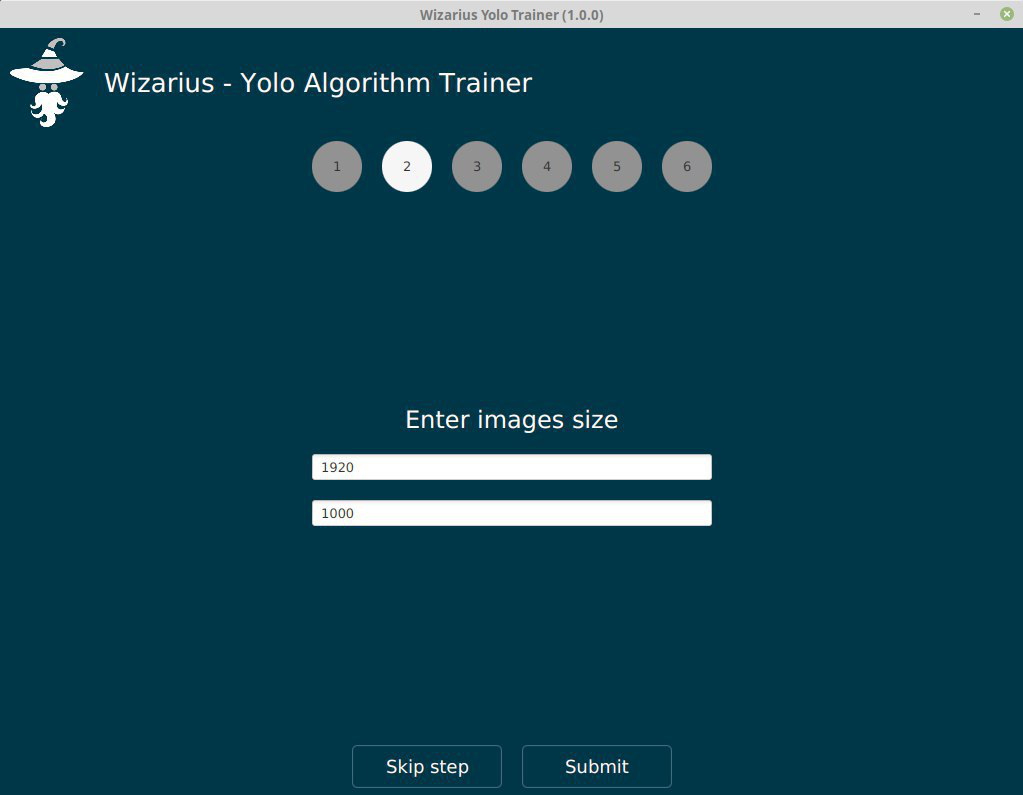 Wizarius Yolo Trainer (1.0.0)
Wizarius - Yolo Algorithm Trainer
1 2 3 4 5 6
Enter images size
1920
1000
Skip step Submit